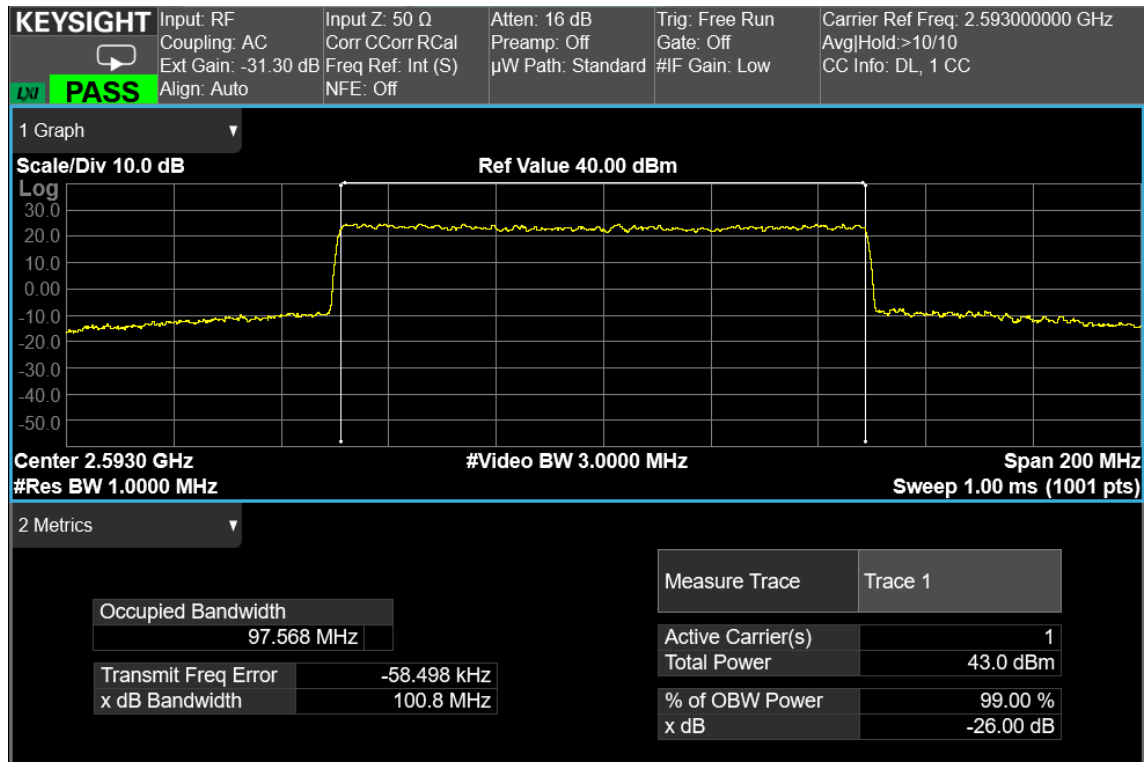 KEYSIGHT Input: RF Input Z: 50 Ω Atten: 16 dB Trig: Free Run Carrier Ref Freq: 2.593000000 GHz
Coupling: AC Corr CCorr RCal Preamp: Off Gate: Off Avg|Hold:>10/10
Ext Gain: -31.30 dB Freq Ref: Int (S) µW Path: Standard #IF Gain: Low CC Info: DL, 1 CC
LXI PASS Align: Auto NFE: Off
1 Graph
Scale/Div 10.0 dB Ref Value 40.00 dBm
Log
30.0
20.0
10.0
0.00
-10.0
-20.0
-30.0
-40.0
-50.0
Center 2.5930 GHz #Video BW 3.0000 MHz Span 200 MHz
#Res BW 1.0000 MHz Sweep 1.00 ms (1001 pts)
2 Metrics
Measure Trace Trace 1
Occupied Bandwidth
97.568 MHz Active Carrier(s) 1
Total Power 43.0 dBm
Transmit Freq Error -58.498 kHz
x dB Bandwidth 100.8 MHz % of OBW Power 99.00 %
x dB -26.00 dB